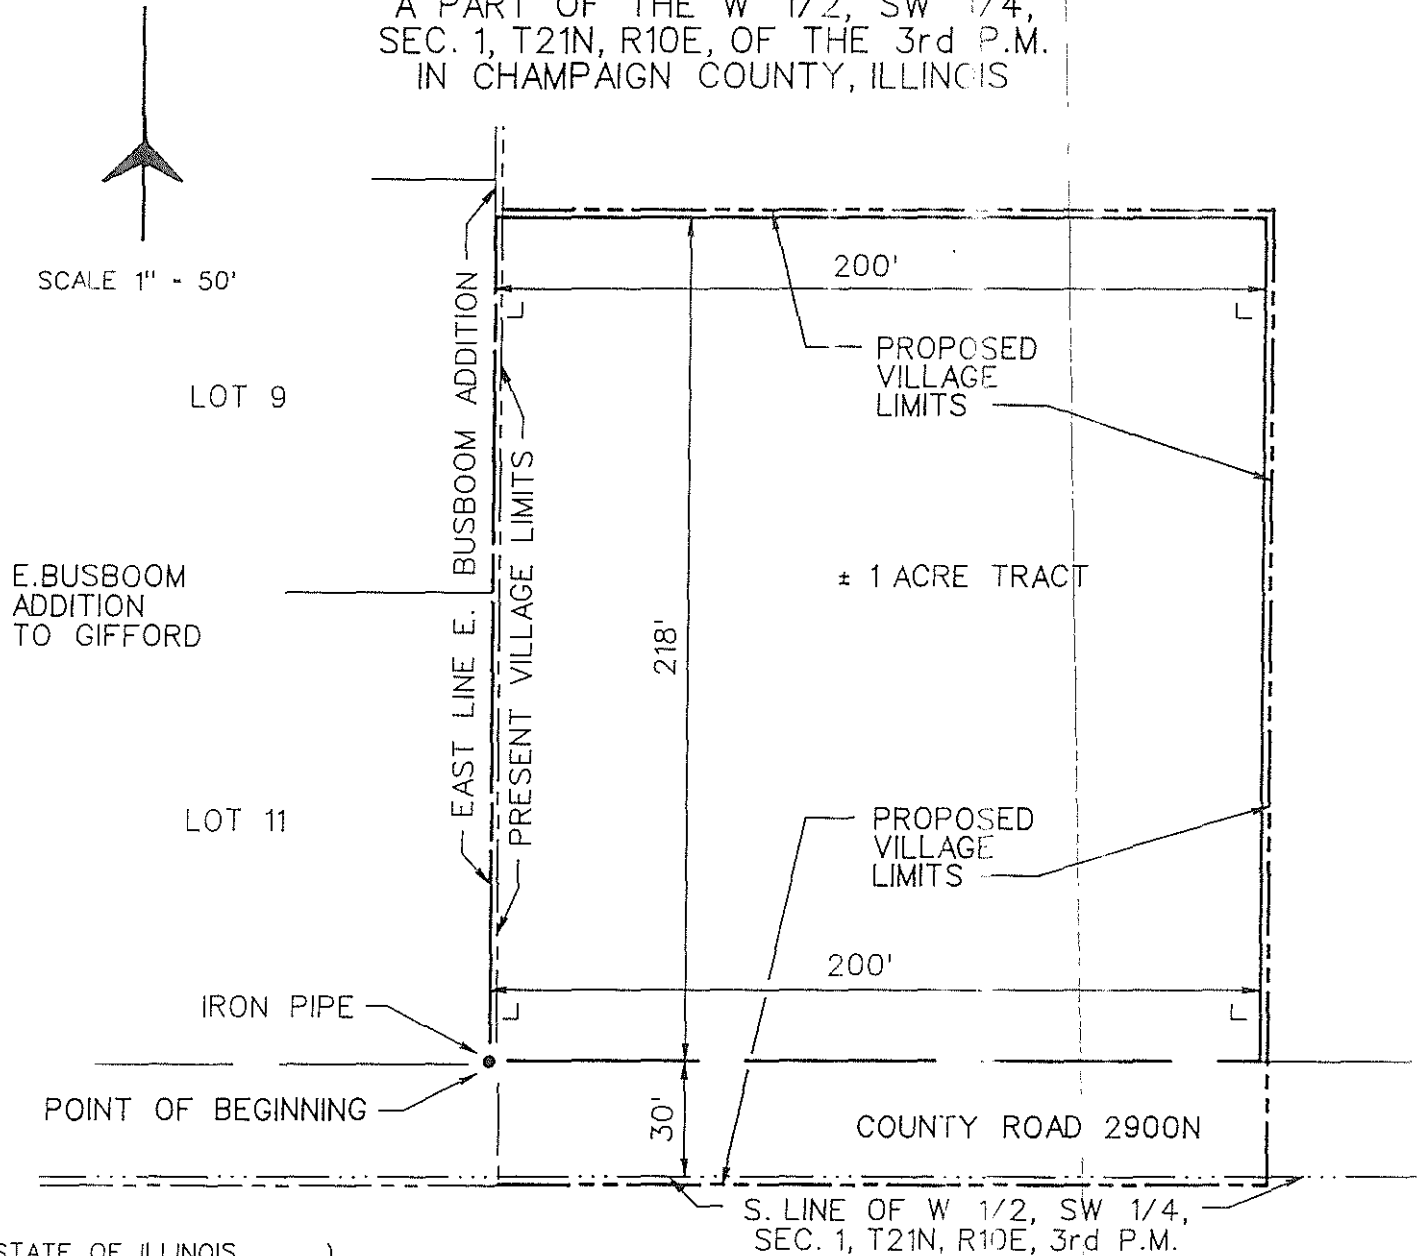 A PART OF THE W 1/2, SW 1/4,
SEC. 1, T21N, R10E, OF THE 3rd P.M.
IN CHAMPAIGN COUNTY, ILLINOIS
SCALE 1" - 50'
200'
EAST LINE E. BUSBOOM ADDITION
PRESENT VILLAGE LIMITS
PROPOSED
VILLAGE
LIMITS
LOT 9
E.BUSBOOM
ADDITION
TO GIFFORD
± 1 ACRE TRACT
218'
LOT 11
PROPOSED
VILLAGE
LIMITS
200'
IRON PIPE
POINT OF BEGINNING
30'
COUNTY ROAD 2900N
S. LINE OF W 1/2, SW 1/4,
SEC. 1, T21N, R10E, 3rd P.M.
STATE OF ILLINOIS )